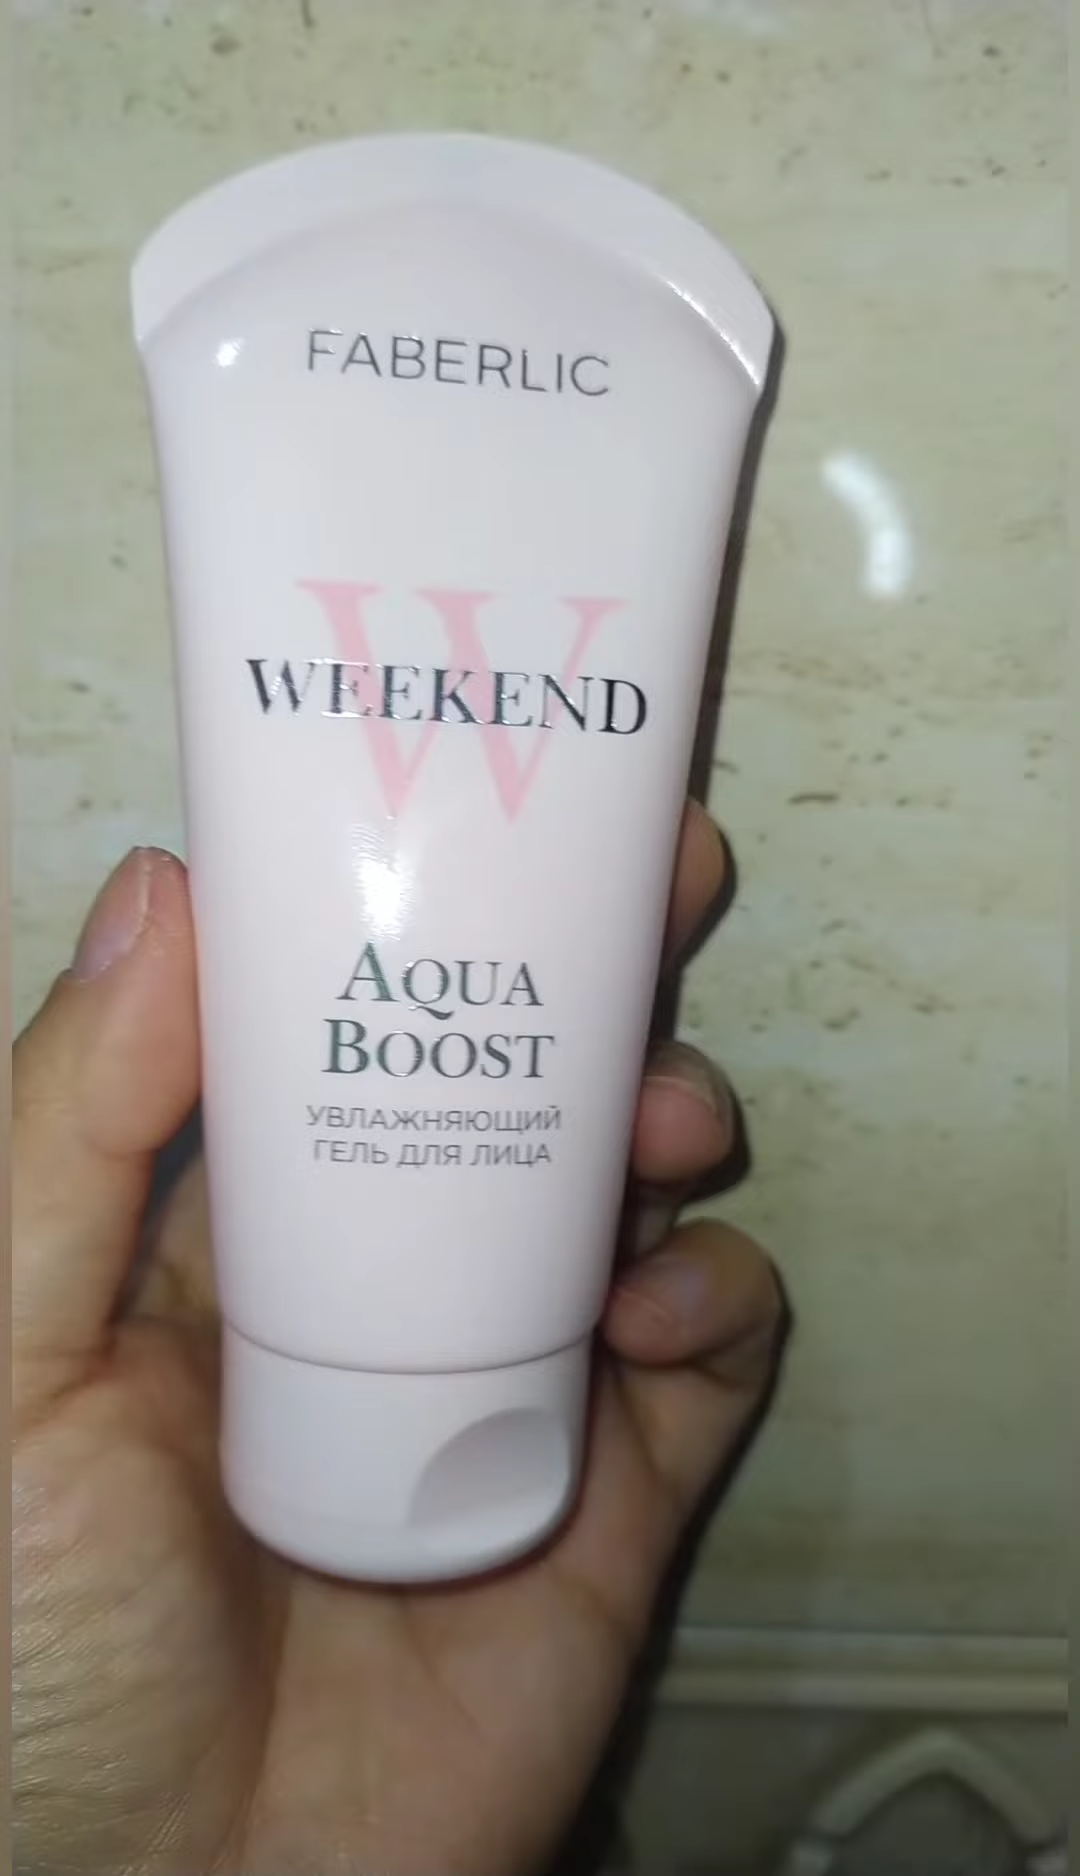 FABERLIC
W
WEEKEND
AQUA
BOOST
УВЛАЖНЯЮЩИЙ
ГЕЛЬ ДЛЯ ЛИЦА